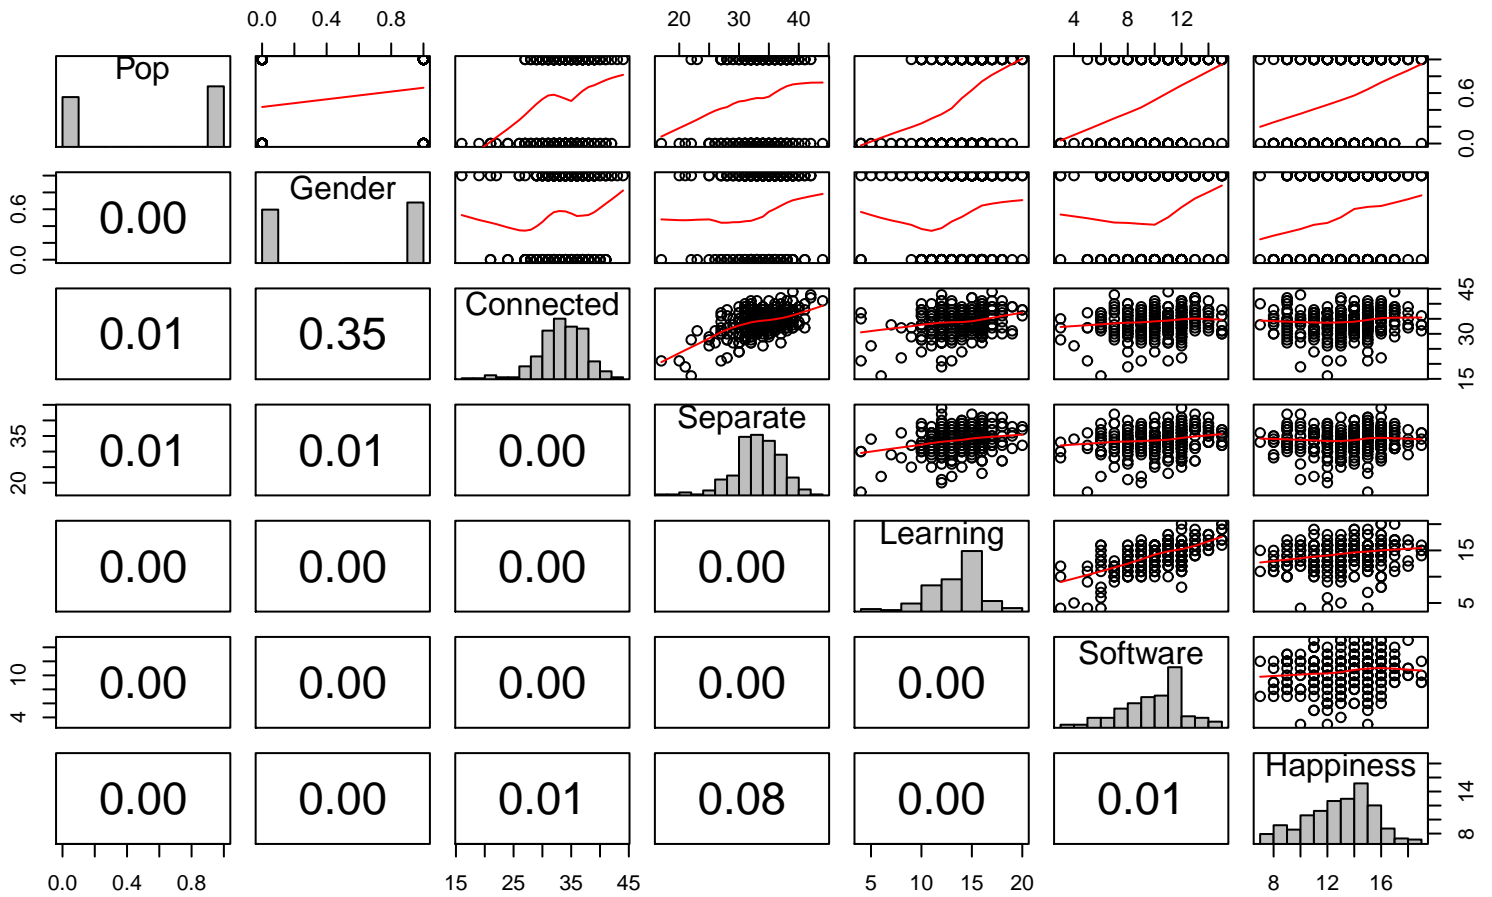 0.0 0.4 0.8 20 30 40 4 8 12
Pop
0.0 0.6
0.00 Gender
0.0 0.6
0.01 0.35 Connected
15 30 45
0.01 0.01 0.00 Separate
20 35
0.00 0.00 0.00 0.00 Learning
5 15
0.00 0.00 0.00 0.00 0.00 Software
4 10
0.00 0.00 0.01 0.08 0.00 0.01 Happiness
8 14
0.0 0.4 0.8 15 25 35 45 5 10 15 20 8 12 16